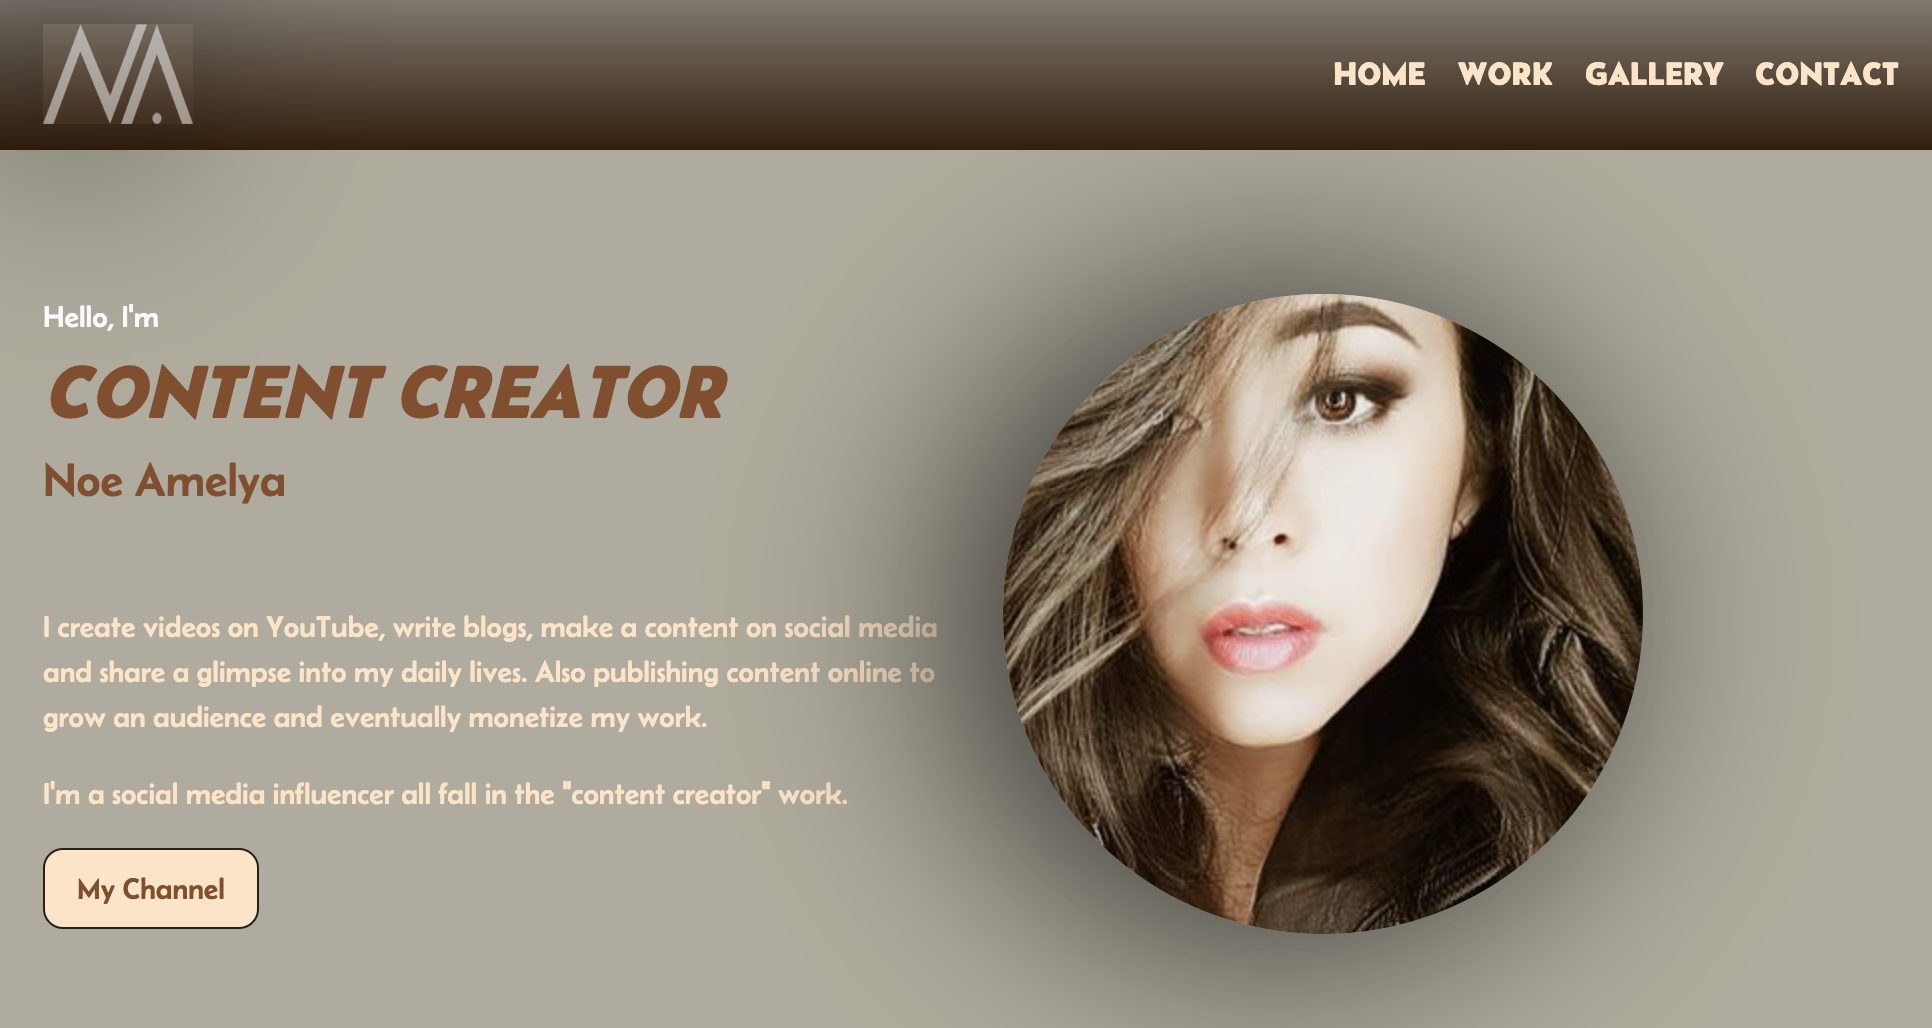 NA.
HOME WORK GALLERY CONTACT
Hello, I'm
CONTENT CREATOR
Noe Amelya
I create videos on YouTube, write blogs, make a content on social media
and share a glimpse into my daily lives. Also publishing content online to
grow an audience and eventually monetize my work.
I'm a social media influencer all fall in the "content creator" work.
My Channel